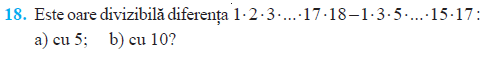 18. Este oare divizibilă diferența 1·2·3·...·17·18–1·3·5·...·15·17:
a) cu 5; b) cu 10?